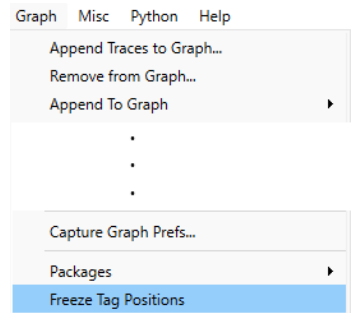 Graph Misc Python Help
Append Traces to Graph...
Remove from Graph...
Append To Graph
.
.
.
Capture Graph Prefs...
Packages
Freeze Tag Positions